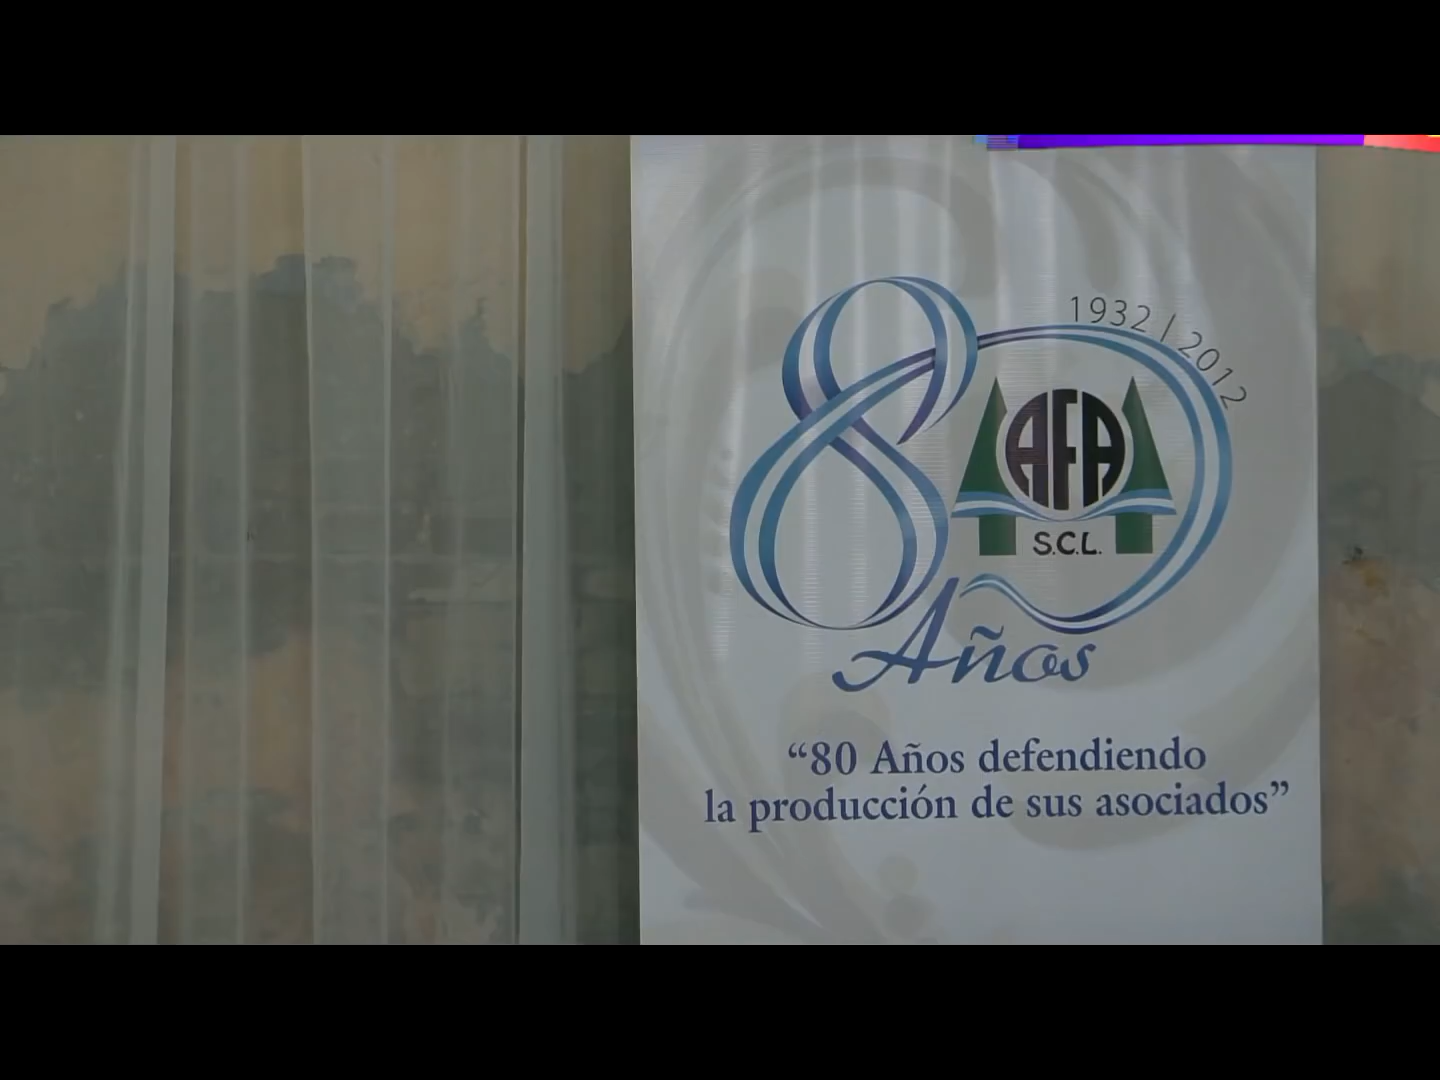 80
1932 / 2012
AFA
S.C.L.
Años
“80 Años defendiendo
la producción de sus asociados”